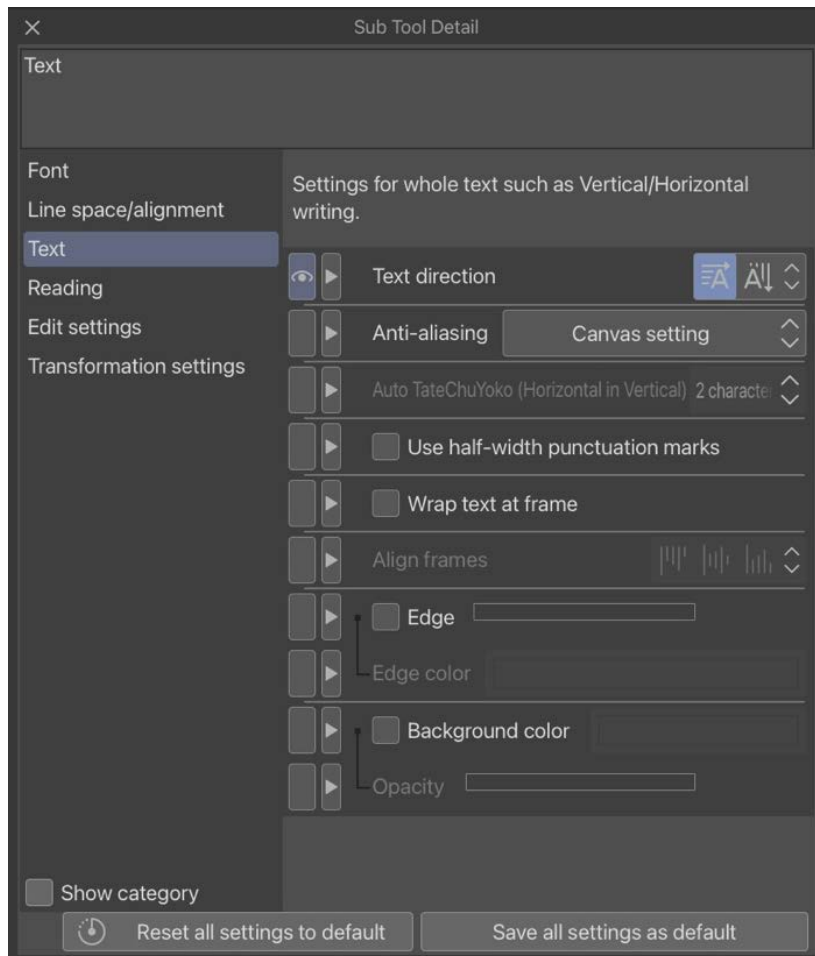 Sub Tool Detail
Text
Font
Line space/alignment
Text
Reading
Edit settings
Transformation settings
Settings for whole text such as Vertical/Horizontal
writing.
Text direction
Anti-aliasing Canvas setting
Auto TateChuYoko (Horizontal in Vertical) 2 characte
Use half-width punctuation marks
Wrap text at frame
Align frames
Edge
Edge color
Background color
Opacity
Show category
Reset all settings to default Save all settings as default